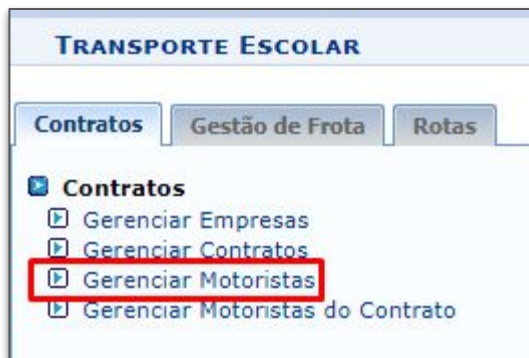 TRANSPORTE ESCOLAR
Contratos Gestão de Frota Rotas
Contratos
Gerenciar Empresas
Gerenciar Contratos
Gerenciar Motoristas
Gerenciar Motoristas do Contrato